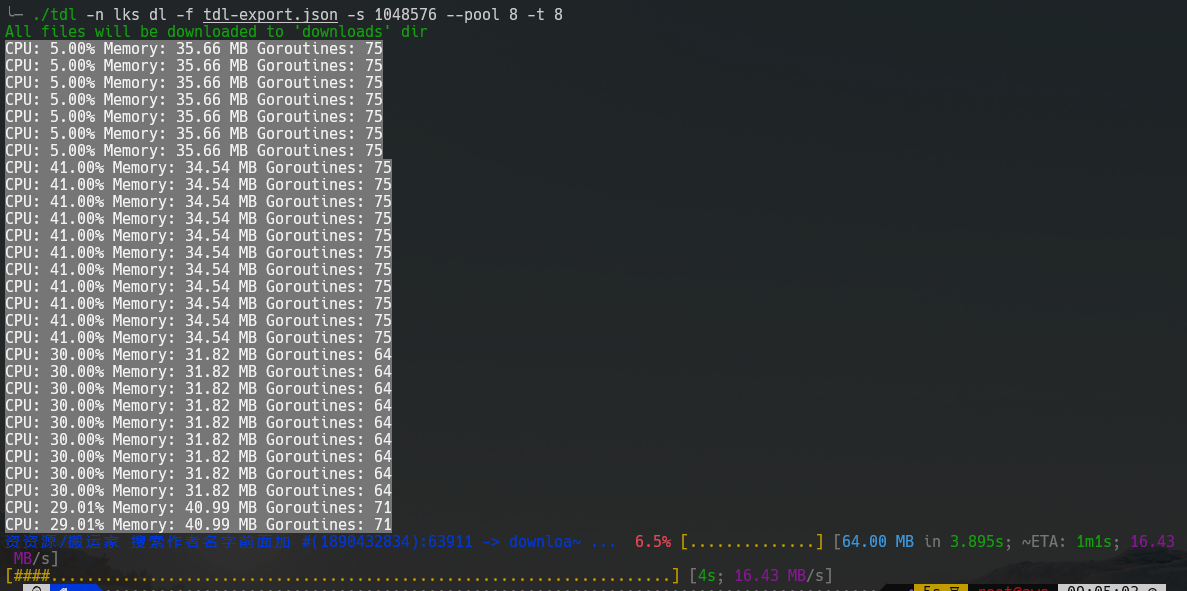 ╰─ ./tdl -n lks dl -f tdl-export.json -s 1048576 --pool 8 -t 8
All files will be downloaded to 'downloads' dir
CPU: 5.00% Memory: 35.66 MB Goroutines: 75
CPU: 5.00% Memory: 35.66 MB Goroutines: 75
CPU: 5.00% Memory: 35.66 MB Goroutines: 75
CPU: 5.00% Memory: 35.66 MB Goroutines: 75
CPU: 5.00% Memory: 35.66 MB Goroutines: 75
CPU: 5.00% Memory: 35.66 MB Goroutines: 75
CPU: 5.00% Memory: 35.66 MB Goroutines: 75
CPU: 41.00% Memory: 34.54 MB Goroutines: 75
CPU: 41.00% Memory: 34.54 MB Goroutines: 75
CPU: 41.00% Memory: 34.54 MB Goroutines: 75
CPU: 41.00% Memory: 34.54 MB Goroutines: 75
CPU: 41.00% Memory: 34.54 MB Goroutines: 75
CPU: 41.00% Memory: 34.54 MB Goroutines: 75
CPU: 41.00% Memory: 34.54 MB Goroutines: 75
CPU: 41.00% Memory: 34.54 MB Goroutines: 75
CPU: 41.00% Memory: 34.54 MB Goroutines: 75
CPU: 41.00% Memory: 34.54 MB Goroutines: 75
CPU: 41.00% Memory: 34.54 MB Goroutines: 75
CPU: 30.00% Memory: 31.82 MB Goroutines: 64
CPU: 30.00% Memory: 31.82 MB Goroutines: 64
CPU: 30.00% Memory: 31.82 MB Goroutines: 64
CPU: 30.00% Memory: 31.82 MB Goroutines: 64
CPU: 30.00% Memory: 31.82 MB Goroutines: 64
CPU: 30.00% Memory: 31.82 MB Goroutines: 64
CPU: 30.00% Memory: 31.82 MB Goroutines: 64
CPU: 30.00% Memory: 31.82 MB Goroutines: 64
CPU: 30.00% Memory: 31.82 MB Goroutines: 64
CPU: 29.01% Memory: 40.99 MB Goroutines: 71
CPU: 29.01% Memory: 40.99 MB Goroutines: 71
资资源/搬运家 搜索作者名字前面加 #(1890432834):63911 -> downloa~ ... 6.5% [..............] [64.00 MB in 3.895s; ~ETA: 1m1s; 16.43
MB/s]
[####.....................................................................] [4s; 16.43 MB/s]